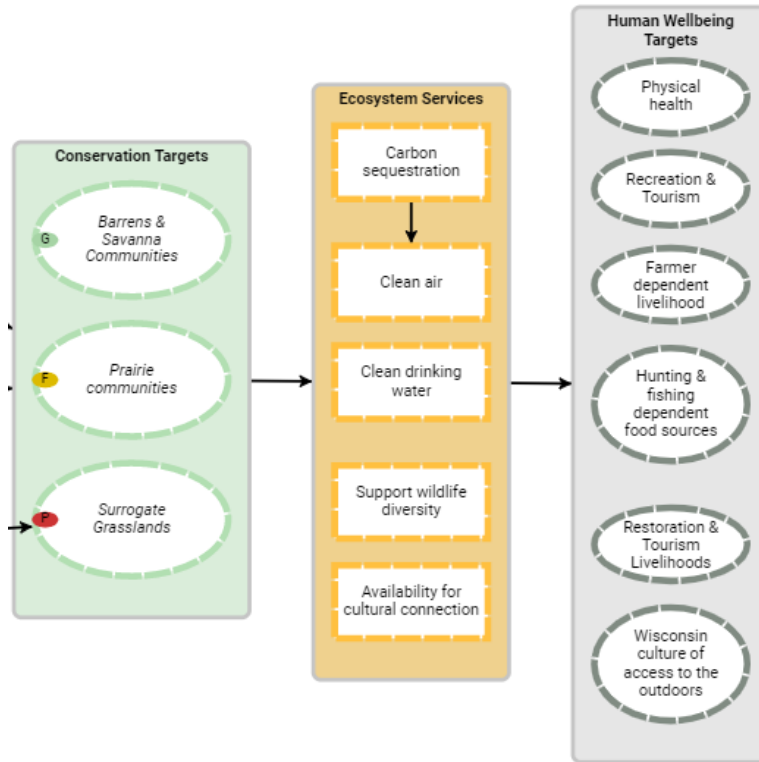 Conservation Targets
G
Barrens &
Savanna
Communities
F
Prairie
communities
P
Surrogate
Grasslands
Ecosystem Services
Carbon
sequestration
Clean air
Clean drinking
water
Support wildlife
diversity
Availability for
cultural connection
Human Wellbeing
Targets
Physical
health
Recreation &
Tourism
Farmer
dependent
livelihood
Hunting &
fishing
dependent
food sources
Restoration &
Tourism
Livelihoods
Wisconsin
culture of
access to the
outdoors